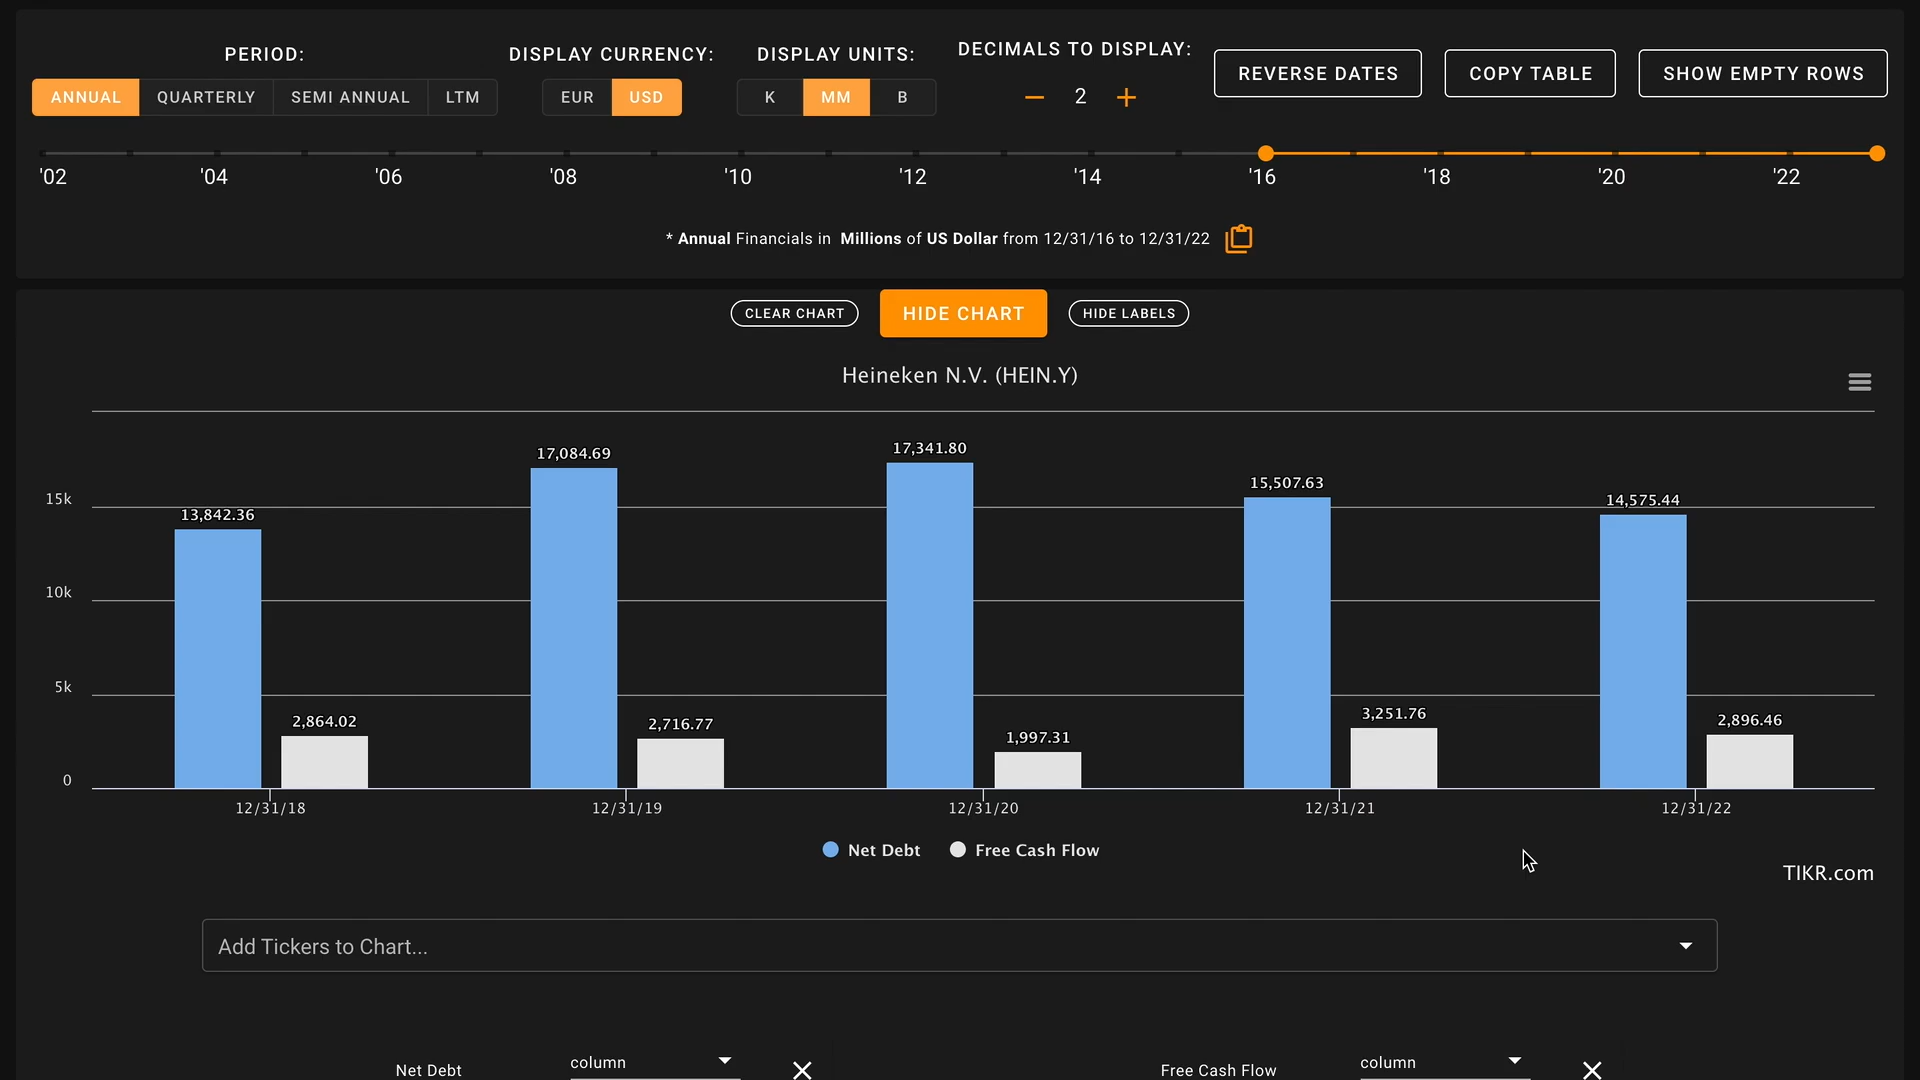 PERIOD:
DISPLAY CURRENCY:
DISPLAY UNITS:
DECIMALS TO DISPLAY:
ANNUAL QUARTERLY SEMI ANNUAL LTM
EUR USD
K MM B
2
REVERSE DATES
COPY TABLE
SHOW EMPTY ROWS
'02 '04 '06 '08 '10 '12 '14 '16 '18 '20 '22
* Annual Financials in Millions of US Dollar from 12/31/16 to 12/31/22
CLEAR CHART
HIDE CHART
HIDE LABELS
Heineken N.V. (HEIN.Y)
15k
10k
5k
0
13,842.36
2,864.02
17,084.69
2,716.77
17,341.80
1,997.31
15,507.63
3,251.76
14,575.44
2,896.46
12/31/18 12/31/19 12/31/20 12/31/21 12/31/22
Net Debt Free Cash Flow
TIKR.com
Add Tickers to Chart...
Net Debt column
Free Cash Flow column